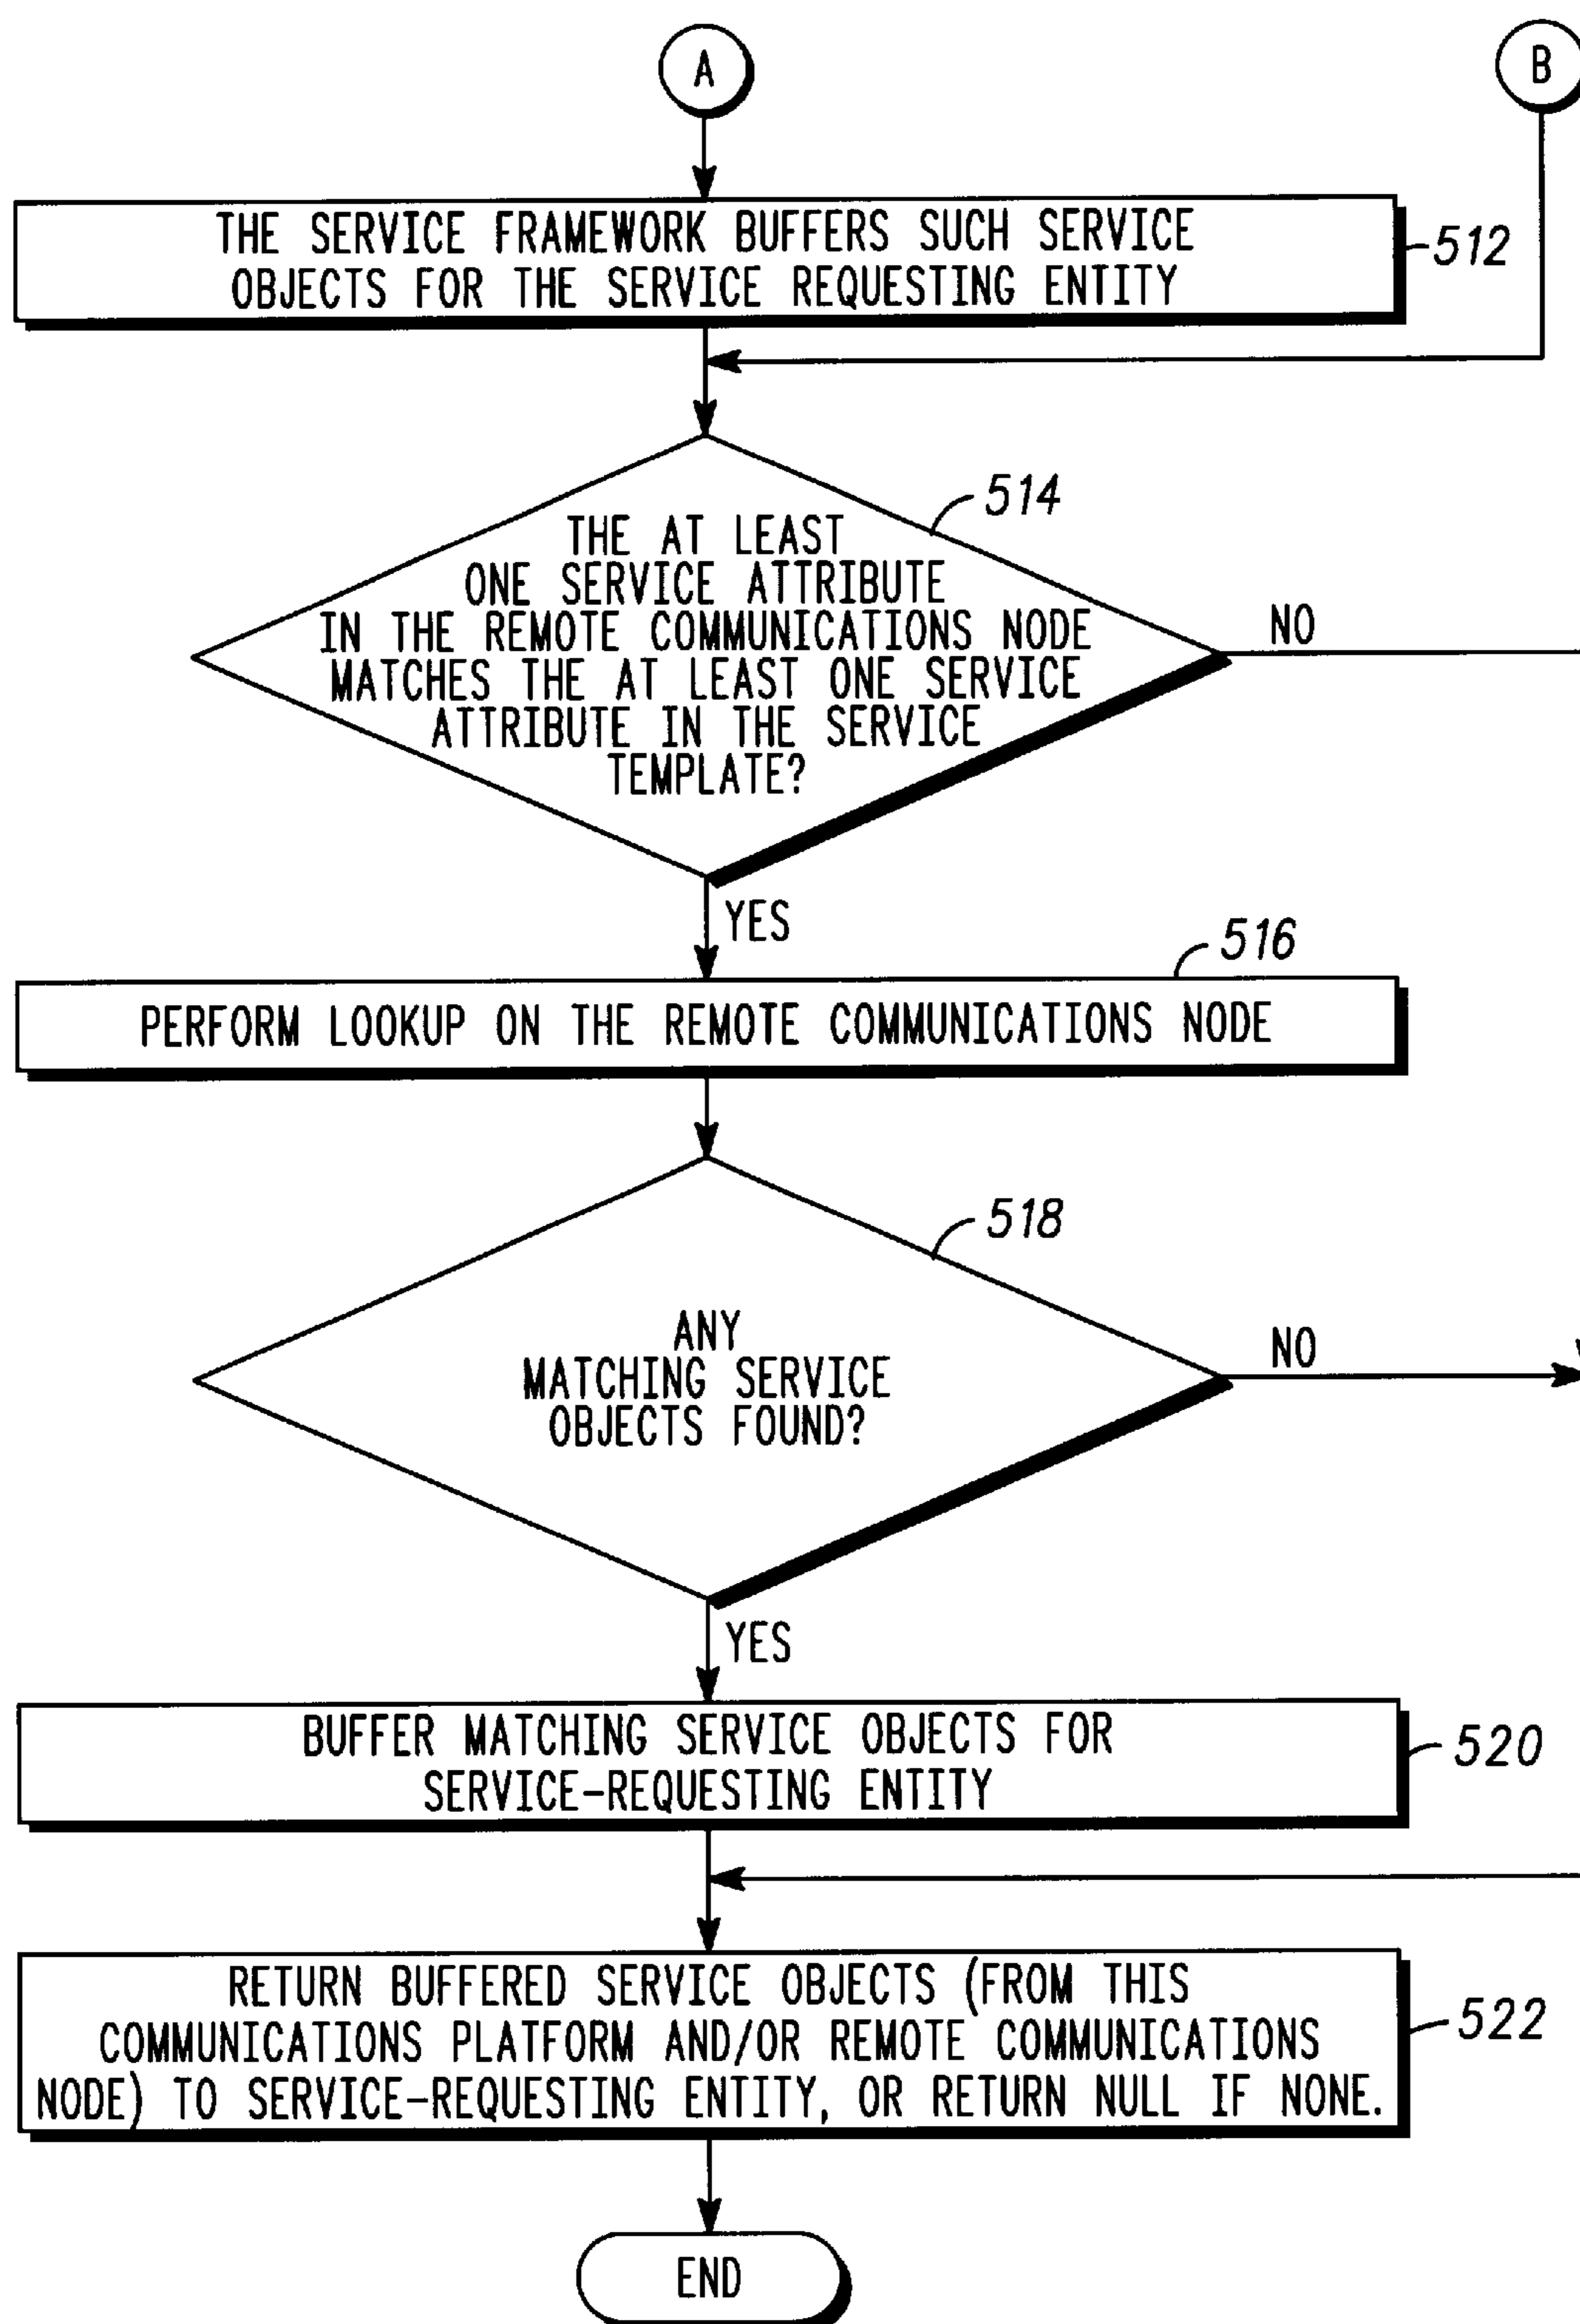 A
B
THE SERVICE FRAMEWORK BUFFERS SUCH SERVICE
OBJECTS FOR THE SERVICE REQUESTING ENTITY
512
514
THE AT LEAST
ONE SERVICE ATTRIBUTE
IN THE REMOTE COMMUNICATIONS NODE
MATCHES THE AT LEAST ONE SERVICE
ATTRIBUTE IN THE SERVICE
TEMPLATE?
NO
YES
516
PERFORM LOOKUP ON THE REMOTE COMMUNICATIONS NODE
518
ANY
MATCHING SERVICE
OBJECTS FOUND?
NO
YES
BUFFER MATCHING SERVICE OBJECTS FOR
SERVICE-REQUESTING ENTITY
520
RETURN BUFFERED SERVICE OBJECTS (FROM THIS
COMMUNICATIONS PLATFORM AND/OR REMOTE COMMUNICATIONS
NODE) TO SERVICE-REQUESTING ENTITY, OR RETURN NULL IF NONE.
522
END